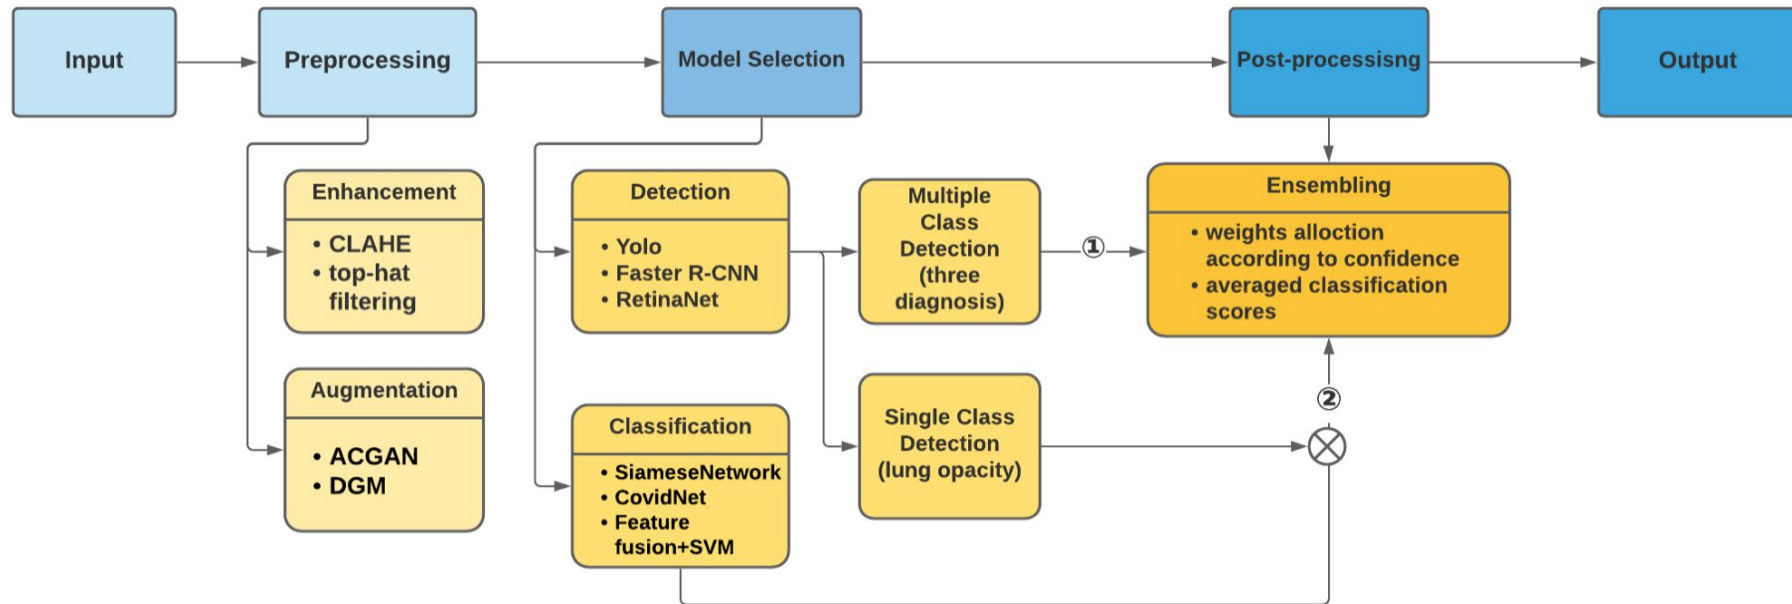 Input
Preprocessing
Model Selection
Post-processisng
Output
Enhancement
• CLAHE
• top-hat
filtering
Augmentation
• ACGAN
• DGM
Detection
• Yolo
• Faster R-CNN
• RetinaNet
Classification
• SiameseNetwork
• CovidNet
• Feature
fusion+SVM
Multiple
Class
Detection
(three
diagnosis)
Single Class
Detection
(lung opacity)
①
Ensembling
• weights alloction
according to confidence
• averaged classification
scores
②